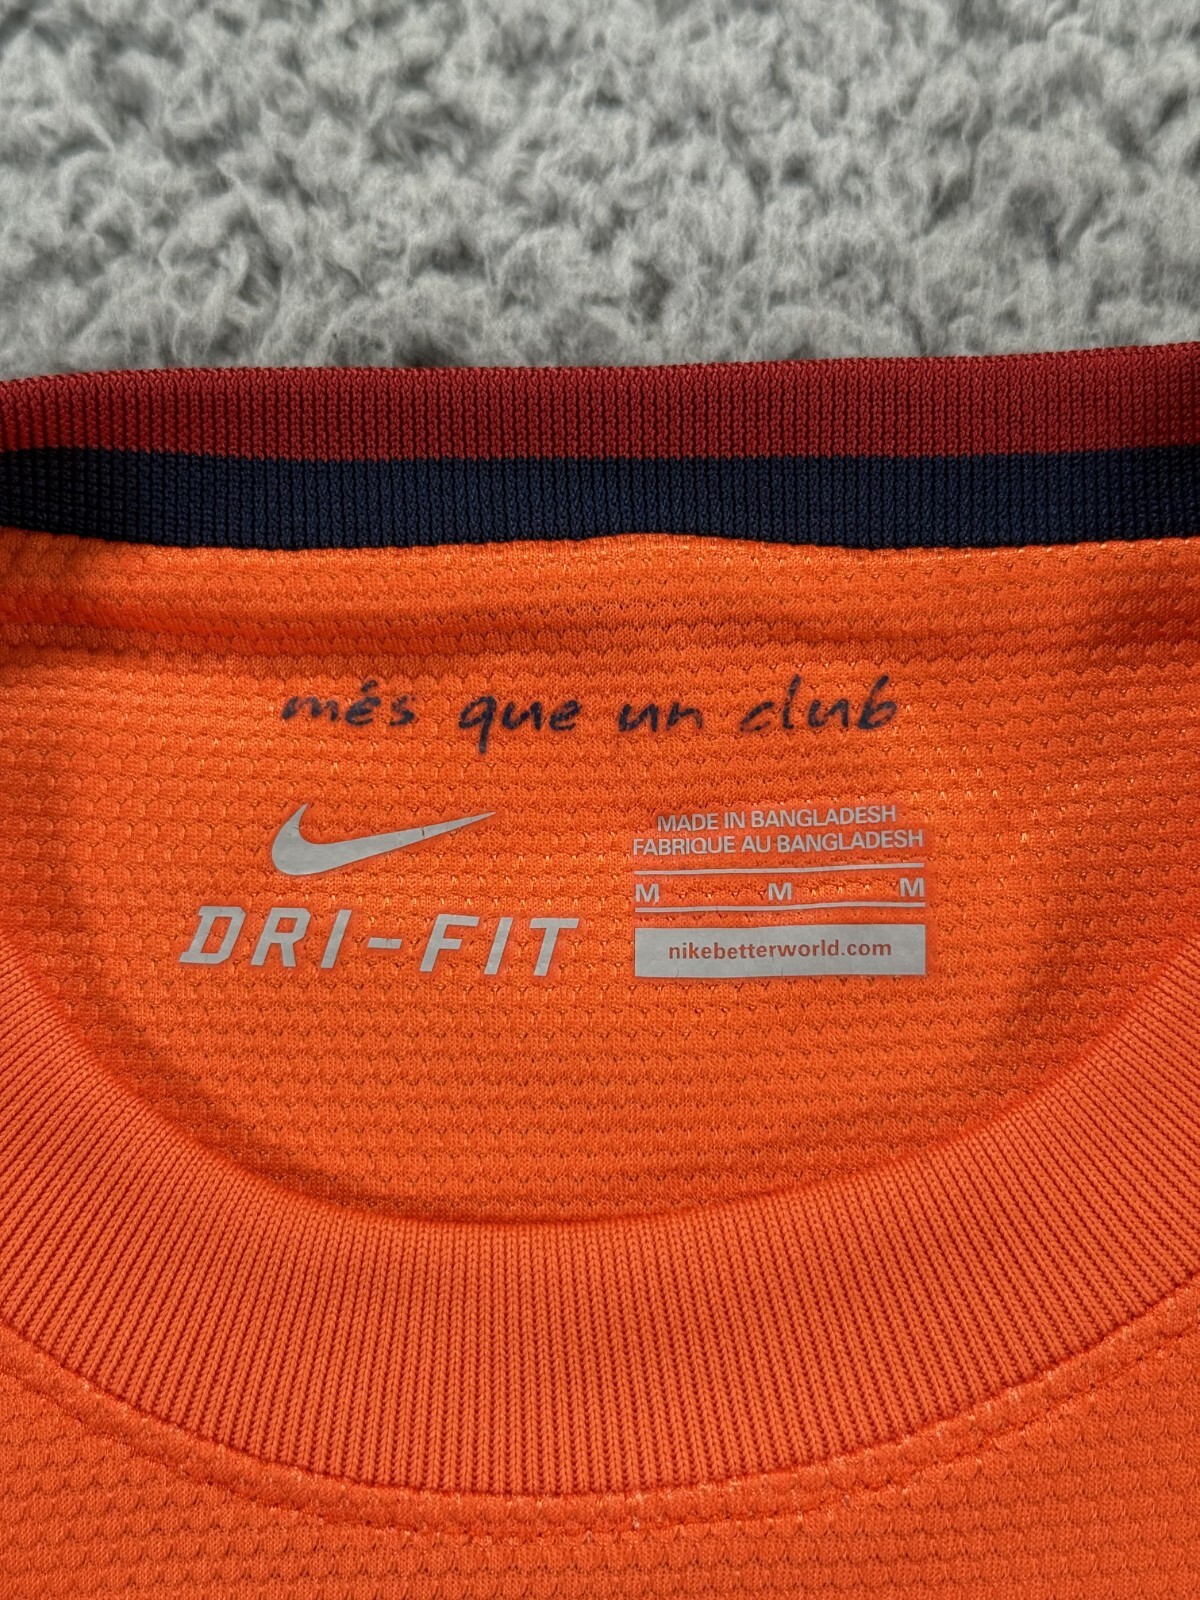 més que un club
DRI-FIT
MADE IN BANGLADESH
FABRIQUE AU BANGLADESH
M M M
nikebetterworld.com